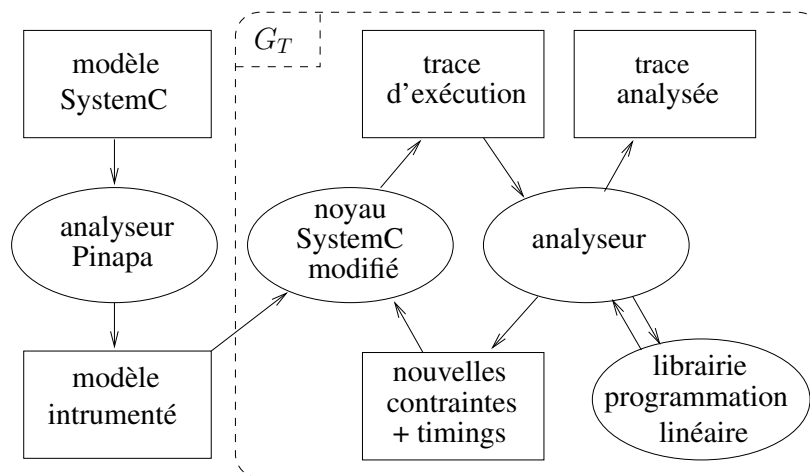 G_T
modèle
SystemC
trace
d'exécution
trace
analysée
analyseur
Pinapa
noyau
SystemC
modifié
analyseur
modèle
intrumenté
nouvelles
contraintes
+ timings
librairie
programmation
linéaire